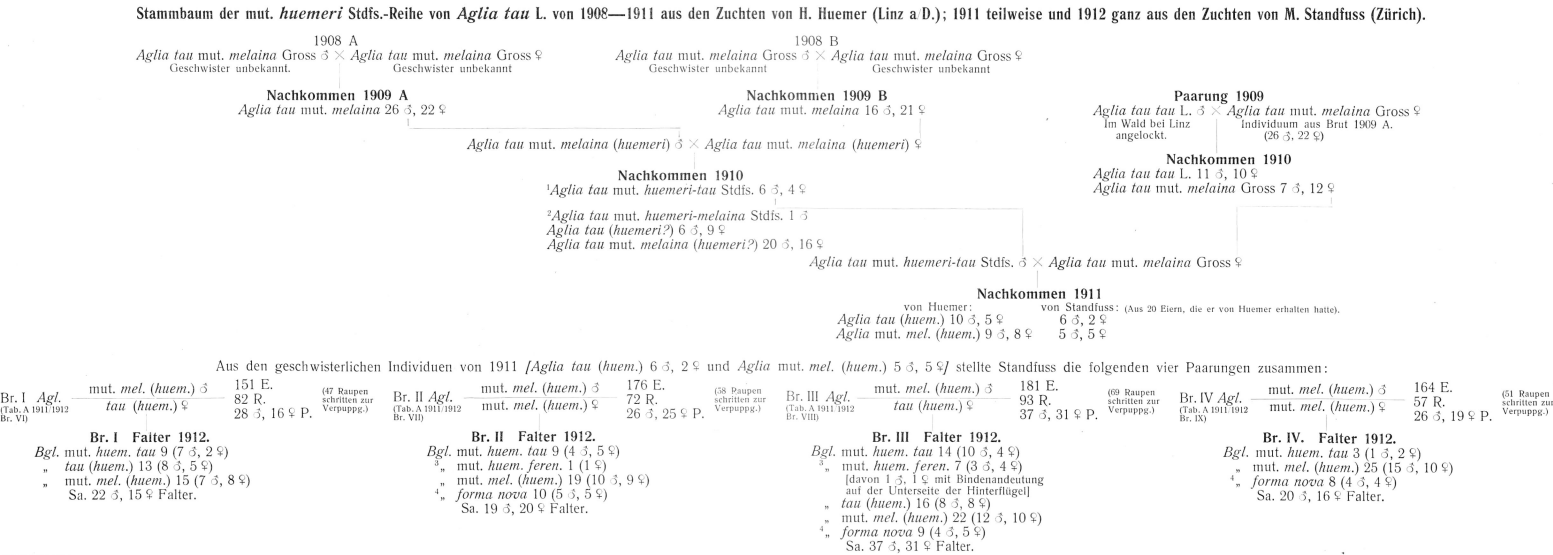 Stammbaum der mut. huemeri Stdfs.-Reihe von Aglia tau L. von 1908—1911 aus den Zuchten von H. Huemer (Linz a/D.); 1911 teilweise und 1912 ganz aus den Zuchten von M. Standfuss (Zürich).
1908 A
Aglia tau mut. melaina Gross ♂ × Aglia tau mut. melaina Gross ♀
Geschwister unbekannt. Geschwister unbekannt
Nachkommen 1909 A
Aglia tau mut. melaina 26 ♂, 22 ♀
1908 B
Aglia tau mut. melaina Gross ♂ × Aglia tau mut. melaina Gross ♀
Geschwister unbekannt Geschwister unbekannt
Nachkommen 1909 B
Aglia tau mut. melaina 16 ♂, 21 ♀
Paarung 1909
Aglia tau tau L. ♂ × Aglia tau mut. melaina Gross ♀
Im Wald bei Linz Individuum aus Brut 1909 A.
angelockt. (26 ♂, 22 ♀)
Aglia tau mut. melaina (huemeri) ♂ × Aglia tau mut. melaina (huemeri) ♀
Nachkommen 1910
¹Aglia tau mut. huemeri-tau Stdfs. 6 ♂, 4 ♀
²Aglia tau mut. huemeri-melaina Stdfs. 1 ♂
Aglia tau (huemeri?) 6 ♂, 9 ♀
Aglia tau mut. melaina (huemeri?) 20 ♂, 16 ♀
Nachkommen 1910
Aglia tau tau L. 11 ♂, 10 ♀
Aglia tau mut. melaina Gross 7 ♂, 12 ♀
Aglia tau mut. huemeri-tau Stdfs. ♂ × Aglia tau mut. melaina Gross ♀
Nachkommen 1911
von Huemer: von Standfuss: (Aus 20 Eiern, die er von Huemer erhalten hatte).
Aglia tau (huem.) 10 ♂, 5 ♀ 6 ♂, 2 ♀
Aglia mut. mel. (huem.) 9 ♂, 8 ♀ 5 ♂, 5 ♀
Aus den geschwisterlichen Individuen von 1911 [Aglia tau (huem.) 6 ♂, 2 ♀ und Aglia mut. mel. (huem.) 5 ♂, 5 ♀] stellte Standfuss die folgenden vier Paarungen zusammen:
Br. I Agl.
(Tab. A 1911/1912
Br. VI)
mut. mel. (huem.) ♂
tau (huem.) ♀
151 E.
82 R.
28 ♂, 16 ♀ P.
(47 Raupen
schritten zur
Verpuppg.)
Br. II Agl.
(Tab. A 1911/1912
Br. VII)
mut. mel. (huem.) ♂
mut. mel. (huem.) ♀
176 E.
72 R.
26 ♂, 25 ♀ P.
(58 Raupen
schritten zur
Verpuppg.)
Br. III Agl.
(Tab. A 1911/1912
Br. VIII)
mut. mel. (huem.) ♂
tau (huem.) ♀
181 E.
93 R.
37 ♂, 31 ♀ P.
(69 Raupen
schritten zur
Verpuppg.)
Br. IV Agl.
(Tab. A 1911/1912
Br. IX)
mut. mel. (huem.) ♂
mut. mel. (huem.) ♀
164 E.
57 R.
26 ♂, 19 ♀ P.
(51 Raupen
schritten zur
Verpuppg.)
Br. I Falter 1912.
Bgl. mut. huem. tau 9 (7 ♂, 2 ♀)
„ tau (huem.) 13 (8 ♂, 5 ♀)
„ mut. mel. (huem.) 15 (7 ♂, 8 ♀)
Sa. 22 ♂, 15 ♀ Falter.
Br. II Falter 1912.
Bgl. mut. huem. tau 9 (4 ♂, 5 ♀)
³„ mut. huem. feren. 1 (1 ♀)
„ mut. mel. (huem.) 19 (10 ♂, 9 ♀)
⁴„ forma nova 10 (5 ♂, 5 ♀)
Sa. 19 ♂, 20 ♀ Falter.
Br. III Falter 1912.
Bgl. mut. huem. tau 14 (10 ♂, 4 ♀)
³„ mut. huem. feren. 7 (3 ♂, 4 ♀)
[davon 1 ♂, 1 ♀ mit Bindenandeutung
auf der Unterseite der Hinterflügel]
„ tau (huem.) 16 (8 ♂, 8 ♀)
„ mut. mel. (huem.) 22 (12 ♂, 10 ♀)
⁴„ forma nova 9 (4 ♂, 5 ♀)
Sa. 37 ♂, 31 ♀ Falter.
Br. IV. Falter 1912.
Bgl. mut. huem. tau 3 (1 ♂, 2 ♀)
„ mut. mel. (huem.) 25 (15 ♂, 10 ♀)
⁴„ forma nova 8 (4 ♂, 4 ♀)
Sa. 20 ♂, 16 ♀ Falter.